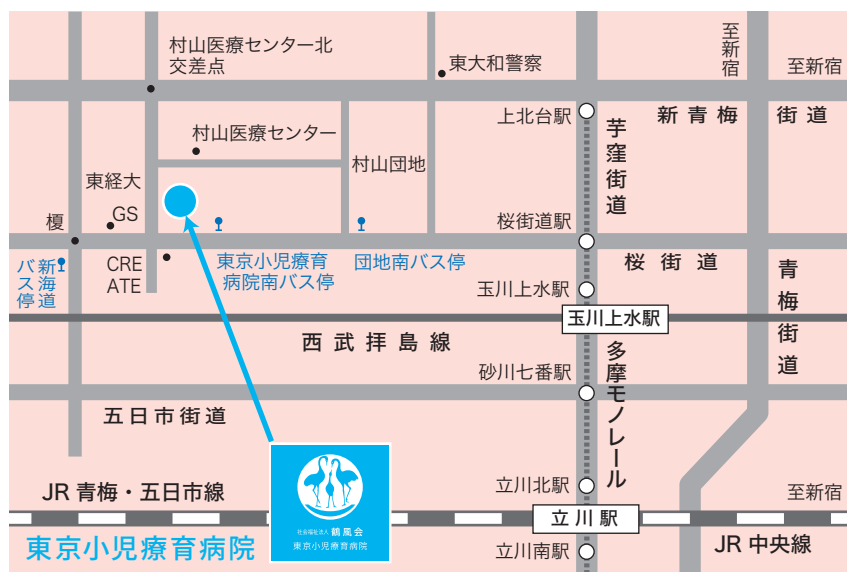 村山医療センター北
交差点
東大和警察
至新宿
至新宿
上北台駅
芋窪街道
新青梅
街道
村山医療センター
村山団地
東経大
GS
榎
桜街道駅
新海道
バス停
CRE
ATE
東京小児療育
病院南バス停
団地南バス停
桜街道
青梅街道
玉川上水駅
玉川上水駅
西武拝島線
多摩モノレール
砂川七番駅
五日市街道
JR 青梅・五日市線
立川北駅
至新宿
立川駅
社会福祉法人 鶴風会
東京小児療育病院
東京小児療育病院
立川南駅
JR 中央線